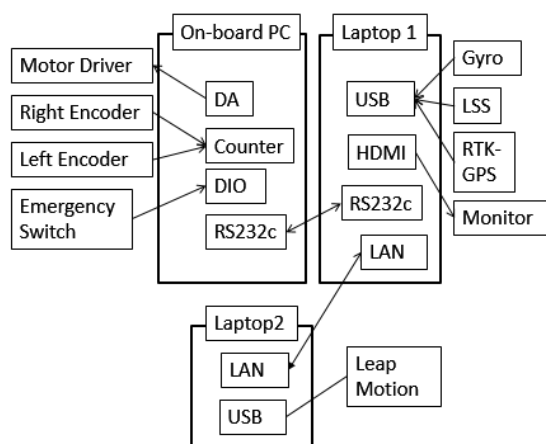 On-board PC
Laptop 1
Motor Driver
Gyro
DA
USB
Right Encoder
LSS
Counter
HDMI
Left Encoder
RTK-
GPS
DIO
Emergency
Switch
RS232c
RS232c
Monitor
LAN
Laptop2
LAN
Leap
Motion
USB